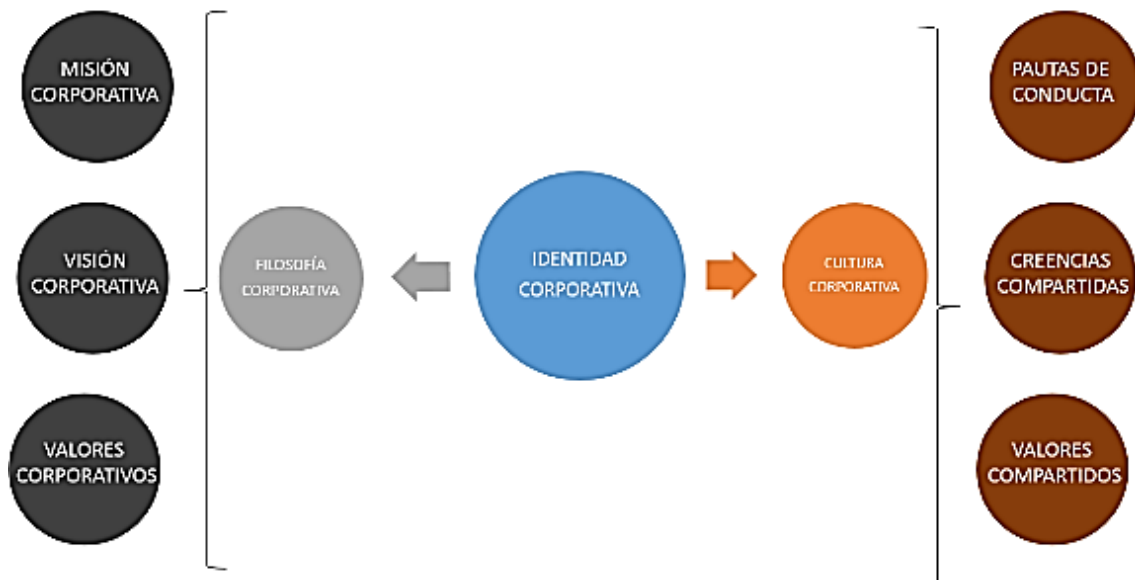 MISIÓN
CORPORATIVA
VISIÓN
CORPORATIVA
VALORES
CORPORATIVOS
FILOSOFÍA
CORPORATIVA
IDENTIDAD
CORPORATIVA
CULTURA
CORPORATIVA
PAUTAS DE
CONDUCTA
CREENCIAS
COMPARTIDAS
VALORES
COMPARTIDOS